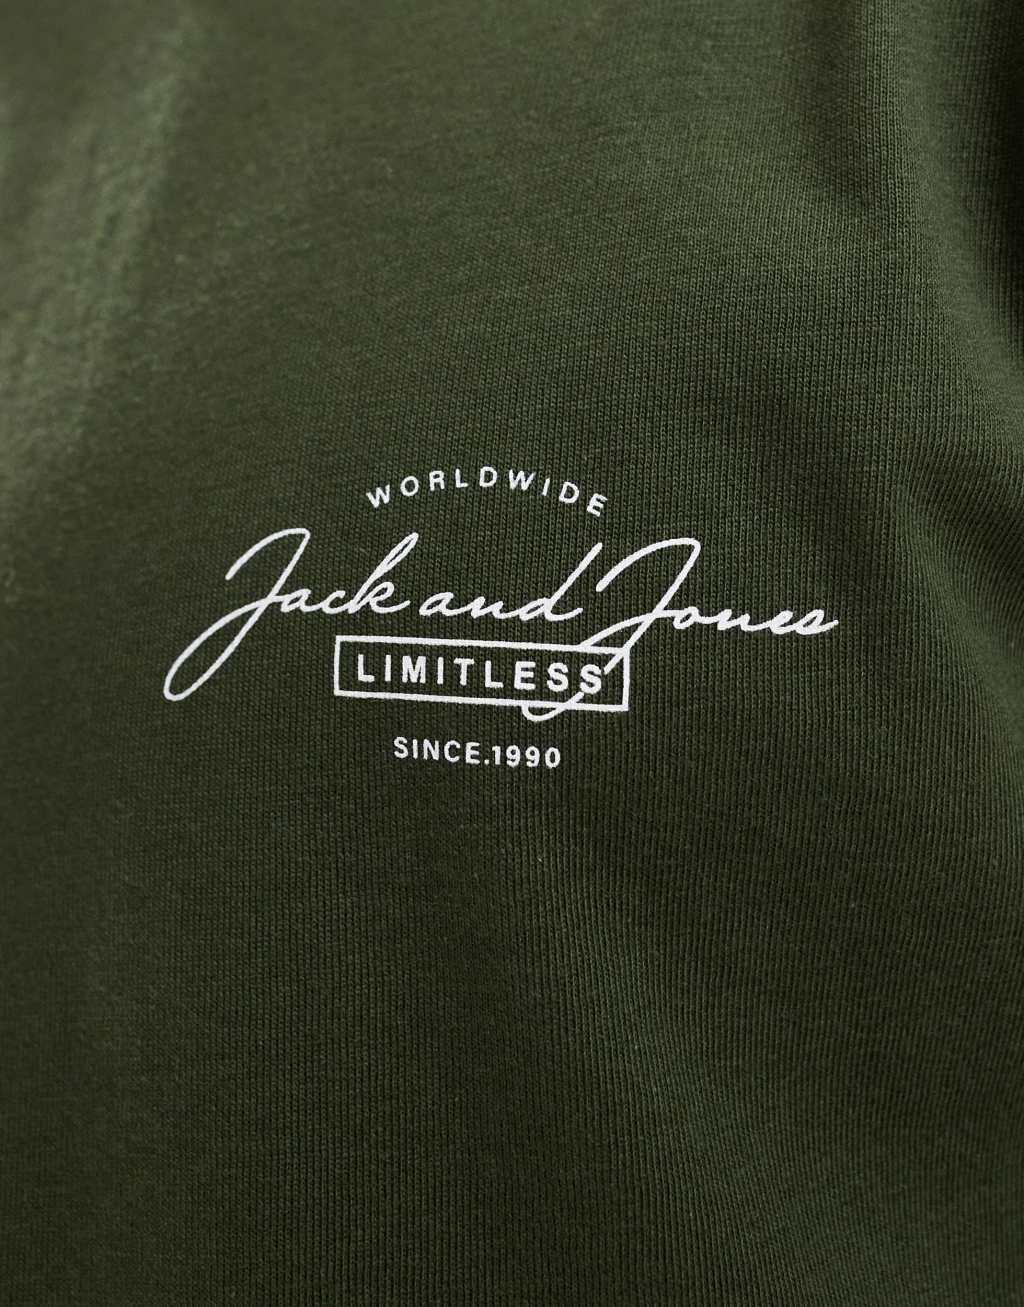 WORLDWIDE
Jack and Jones
LIMITLESS
SINCE.1990